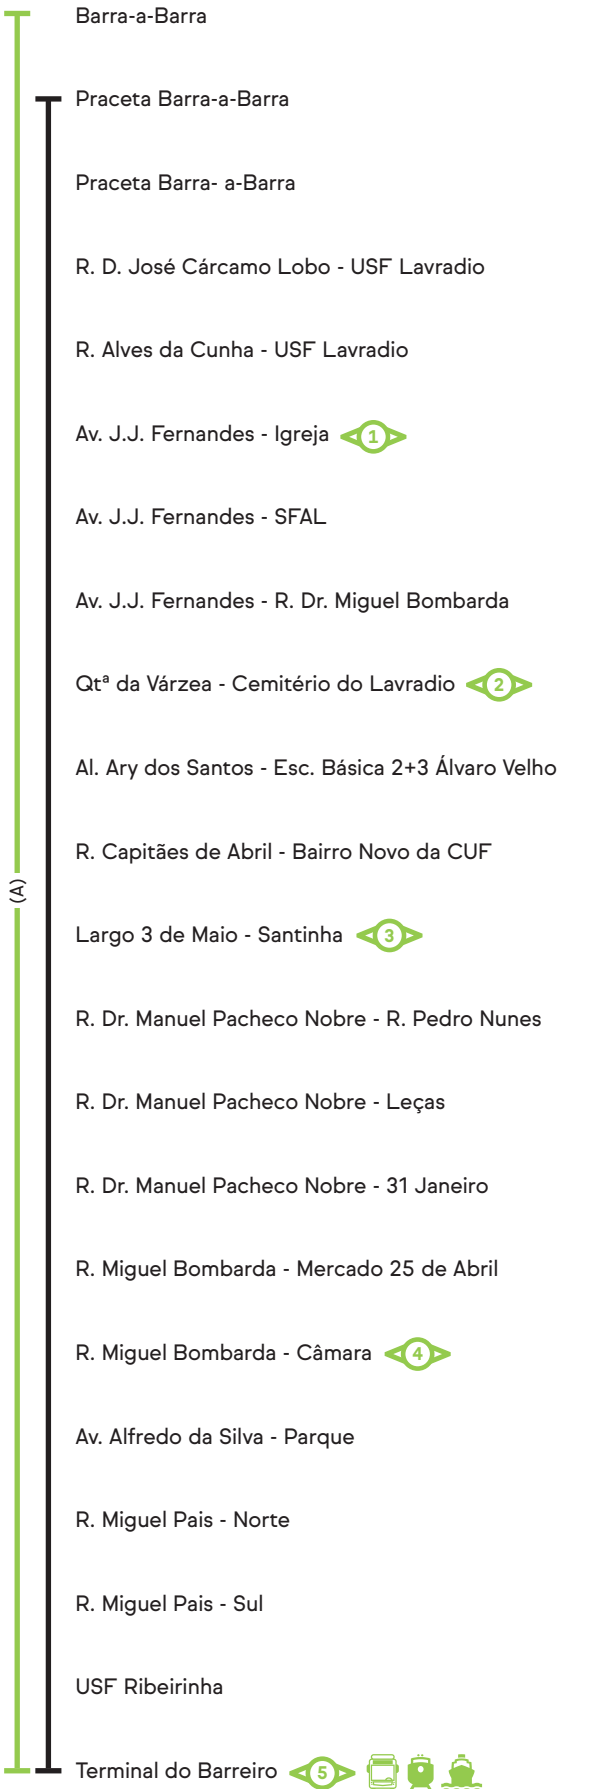 Barra-a-Barra
Praceta Barra-a-Barra
Praceta Barra- a-Barra
R. D. José Cárcamo Lobo - USF Lavradio
R. Alves da Cunha - USF Lavradio
Av. J.J. Fernandes - Igreja 1
Av. J.J. Fernandes - SFAL
Av. J.J. Fernandes - R. Dr. Miguel Bombarda
Qtª da Várzea - Cemitério do Lavradio 2
Al. Ary dos Santos - Esc. Básica 2+3 Álvaro Velho
R. Capitães de Abril - Bairro Novo da CUF
(A)
Largo 3 de Maio - Santinha 3
R. Dr. Manuel Pacheco Nobre - R. Pedro Nunes
R. Dr. Manuel Pacheco Nobre - Leças
R. Dr. Manuel Pacheco Nobre - 31 Janeiro
R. Miguel Bombarda - Mercado 25 de Abril
R. Miguel Bombarda - Câmara 4
Av. Alfredo da Silva - Parque
R. Miguel Pais - Norte
R. Miguel Pais - Sul
USF Ribeirinha
Terminal do Barreiro 5